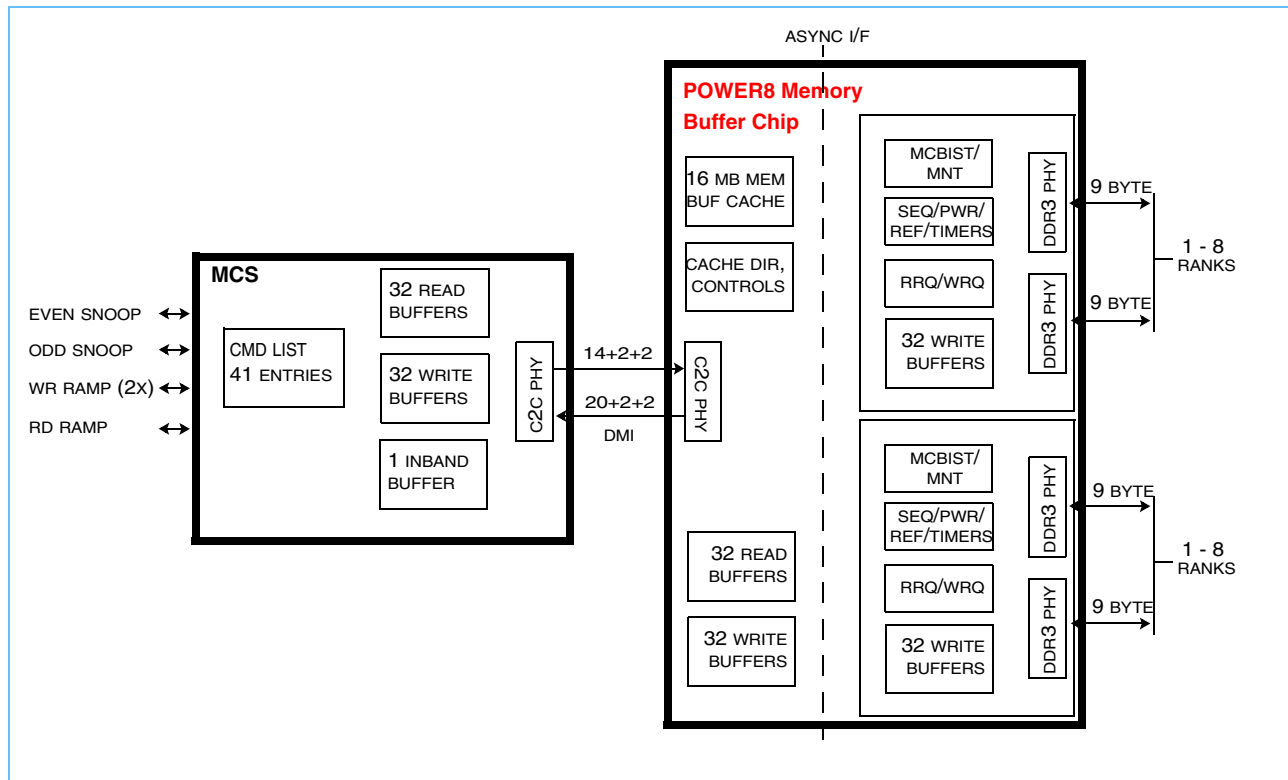 ASYNC I/F
POWER8 Memory
Buffer Chip
16 MB MEM
BUF CACHE
CACHE DIR,
CONTROLS
C2C PHY
32 READ
BUFFERS
32 WRITE
BUFFERS
MCBIST/
MNT
SEQ/PWR/
REF/TIMERS
RRQ/WRQ
32 WRITE
BUFFERS
DDR3 PHY
DDR3 PHY
9 BYTE
9 BYTE
1 - 8
RANKS
MCBIST/
MNT
SEQ/PWR/
REF/TIMERS
RRQ/WRQ
32 WRITE
BUFFERS
DDR3 PHY
DDR3 PHY
9 BYTE
9 BYTE
1 - 8
RANKS
MCS
EVEN SNOOP
ODD SNOOP
WR RAMP (2X)
RD RAMP
CMD LIST
41 ENTRIES
32 READ
BUFFERS
32 WRITE
BUFFERS
1 INBAND
BUFFER
C2C PHY
14+2+2
20+2+2
DMI